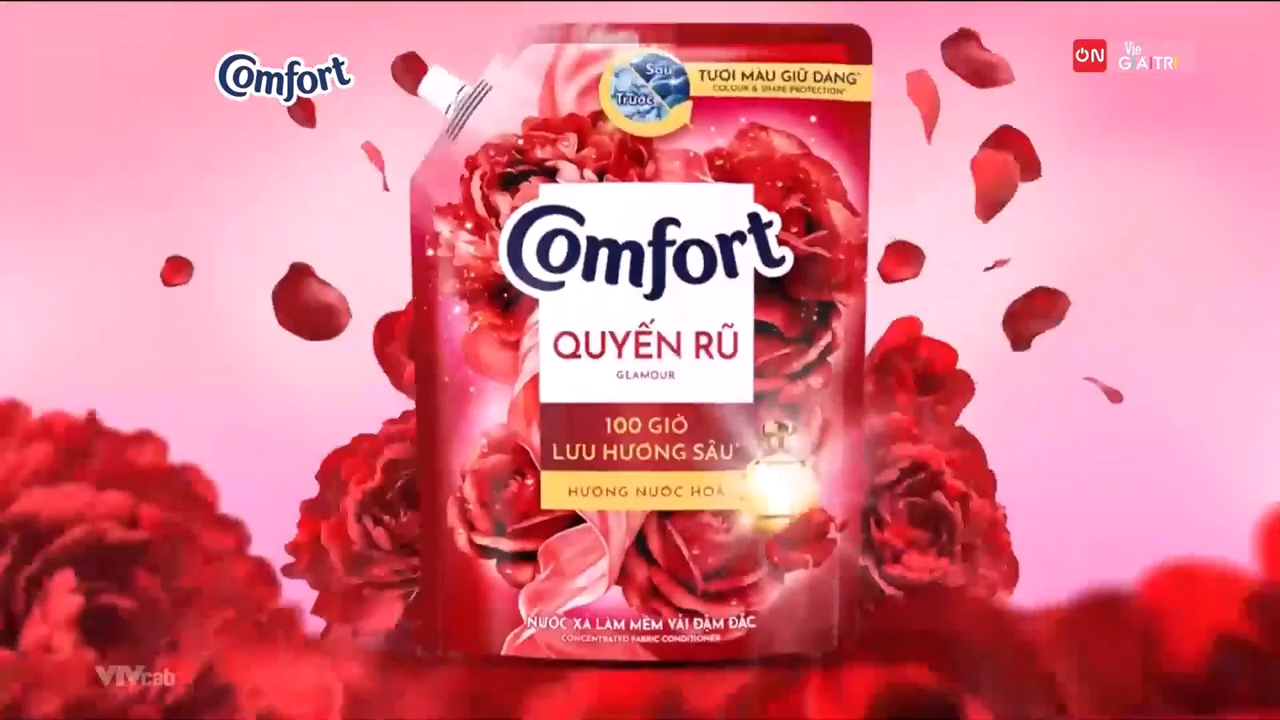 Comfort
ON
Vie
GIẢI TRÍ
Sau
Trước
TƯƠI MÀU GIỮ DÁNG*
COLOUR & SHAPE PROTECTION*
Comfort
QUYẾN RŨ
GLAMOUR
100 GIỜ
LƯU HƯƠNG SÂU*
HƯƠNG NƯỚC HOA
NƯỚC XẢ LÀM MỀM VẢI ĐẬM ĐẶC
CONCENTRATED FABRIC CONDITIONER
VTVcab